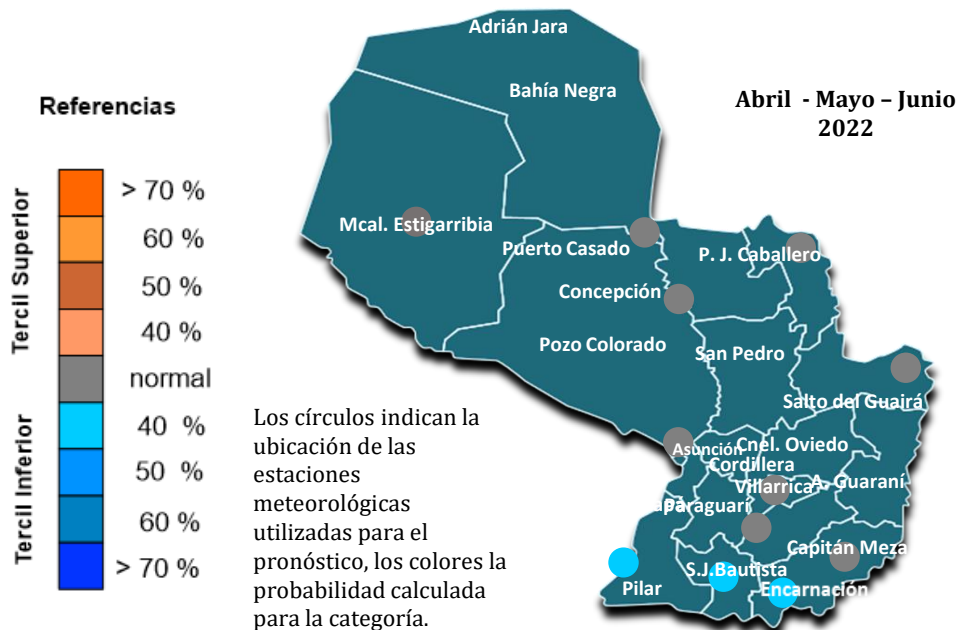 Referencias
Tercil Superior
Tercil Inferior
> 70 %
60 %
50 %
40 %
normal
40 %
50 %
60 %
> 70 %
Los círculos indican la
ubicación de las
estaciones
meteorológicas
utilizadas para el
pronóstico, los colores la
probabilidad calculada
para la categoría.
Abril - Mayo – Junio
2022
Adrián Jara
Bahía Negra
Mcal. Estigarribia
Puerto Casado
P. J. Caballero
Concepción
Pozo Colorado
San Pedro
Salto del Guairá
Asunción
Cnel. Oviedo
Cordillera
Villarrica
A. Guaraní
Paraguarí
Capitán Meza
S.J.Bautista
Pilar
Encarnación